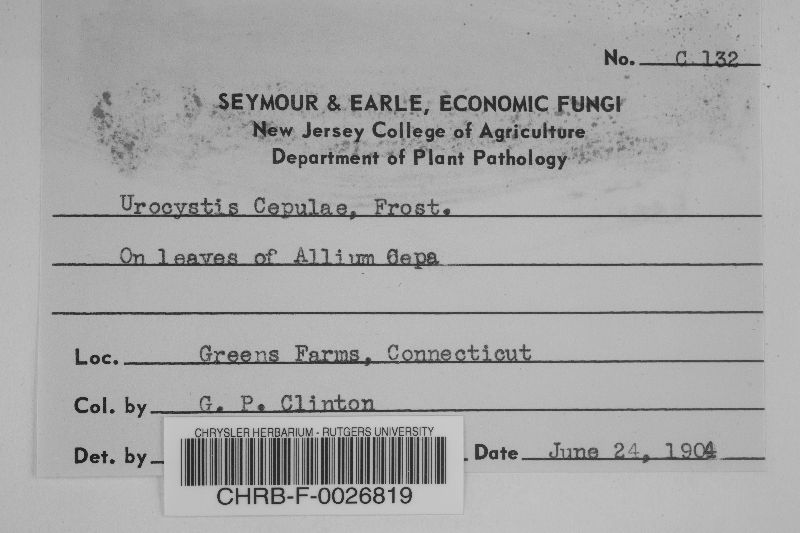 No. C 132
SEYMOUR & EARLE, ECONOMIC FUNGI
New Jersey College of Agriculture
Department of Plant Pathology
Urocystis Cepulae, Frost.
On leaves of Allium Cepa
Loc. Greens Farms, Connecticut
Col. by G. P. Clinton
Det. by Date June 24, 1904
CHRYSLER HERBARIUM - RUTGERS UNIVERSITY
CHRB-F-0026819